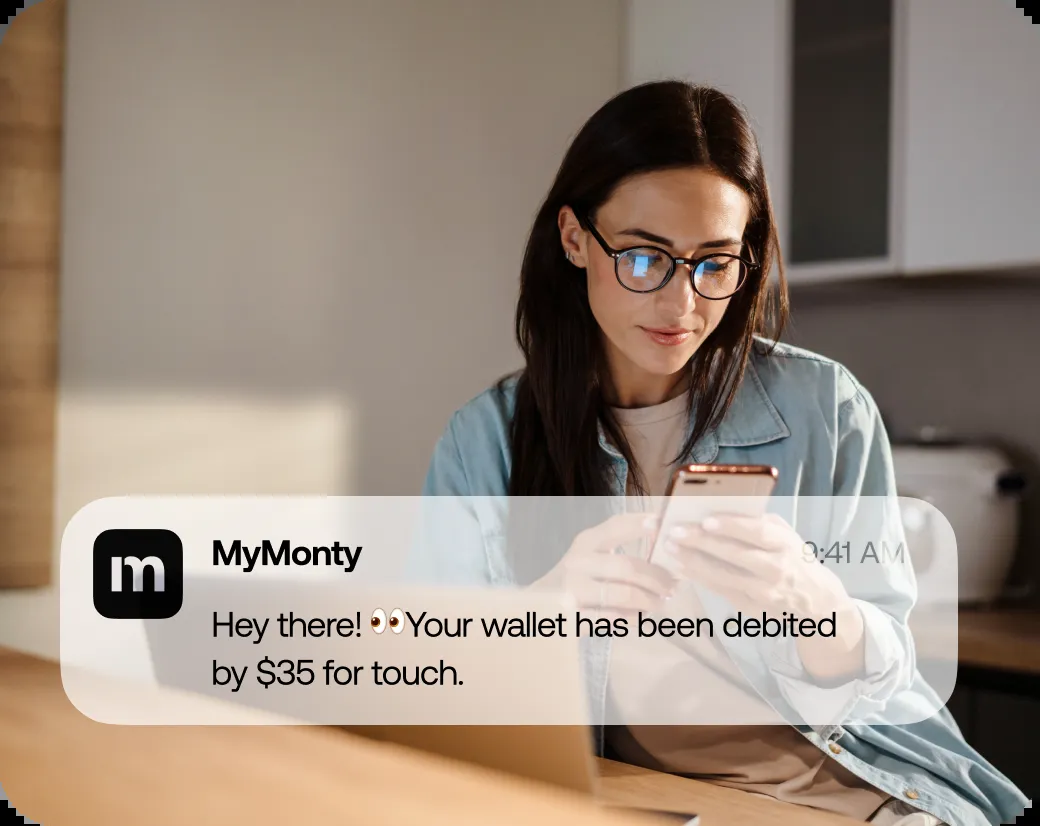 m
MyMonty
9:41 AM
Hey there! 👀Your wallet has been debited
by $35 for touch.